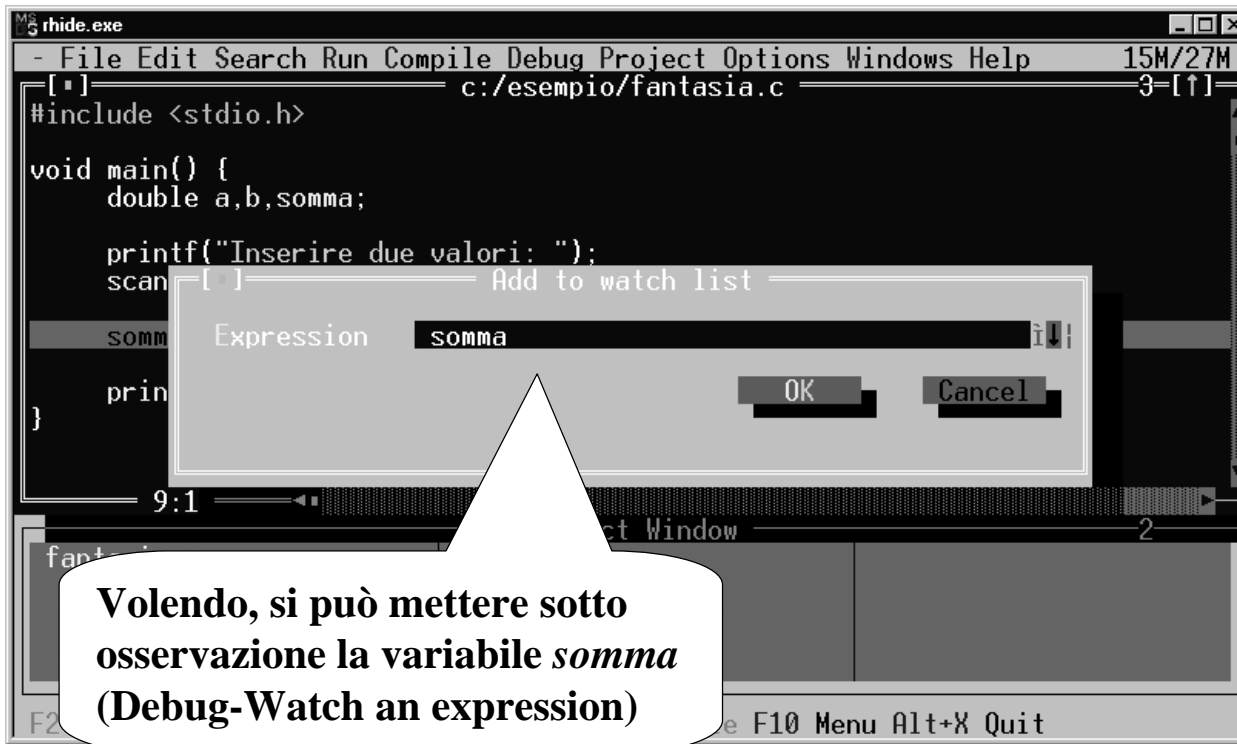 rhide.exe
- File Edit Search Run Compile Debug Project Options Windows Help 15M/27M
c:/esempio/fantasia.c 3=[↑]
#include <stdio.h>
void main() {
double a,b,somma;
printf("Inserire due valori: ");
scan
Add to watch list
somm
Expression somma
OK Cancel
prin
}
9:1
ct Window 2
Volendo, si può mettere sotto
osservazione la variabile somma
(Debug-Watch an expression)
F2 e F10 Menu Alt+X Quit